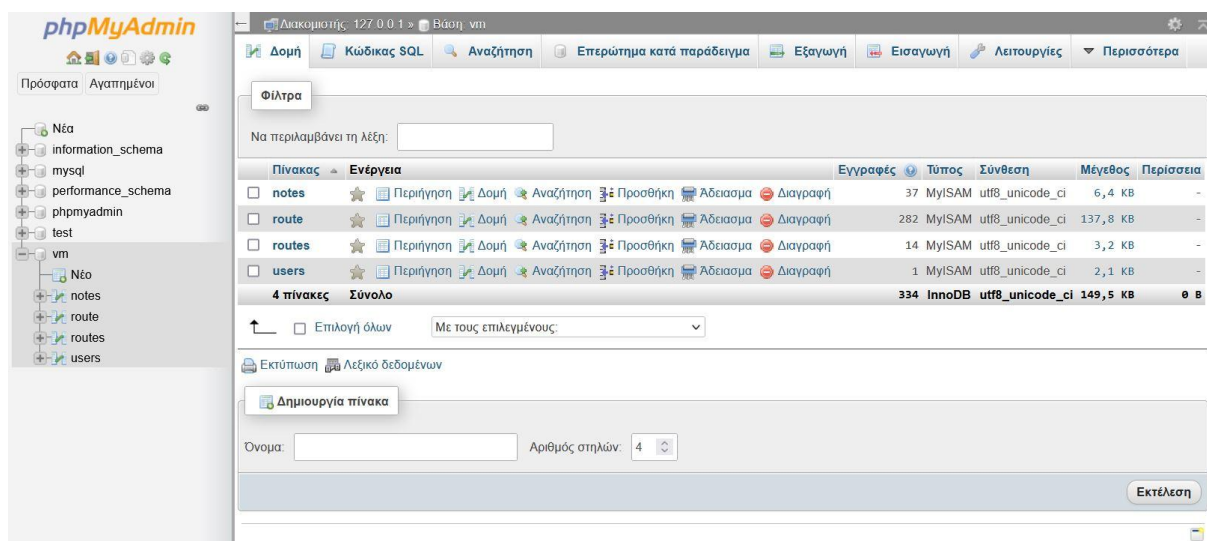 phpMyAdmin
Πρόσφατα Αγαπημένοι
Νέα
information_schema
mysql
performance_schema
phpmyadmin
test
vm
Νέο
notes
route
routes
users
Διακομιστής: 127.0.0.1 » Βάση: vm
Δομή Κώδικας SQL Αναζήτηση Επερώτημα κατά παράδειγμα Εξαγωγή Εισαγωγή Λειτουργίες Περισσότερα
Φίλτρα
Να περιλαμβάνει τη λέξη:
Πίνακας Ενέργεια Εγγραφές Τύπος Σύνθεση Μέγεθος Περίσσεια
notes Περιήγηση Δομή Αναζήτηση Προσθήκη Άδειασμα Διαγραφή 37 MyISAM utf8_unicode_ci 6,4 KB -
route Περιήγηση Δομή Αναζήτηση Προσθήκη Άδειασμα Διαγραφή 282 MyISAM utf8_unicode_ci 137,8 KB -
routes Περιήγηση Δομή Αναζήτηση Προσθήκη Άδειασμα Διαγραφή 14 MyISAM utf8_unicode_ci 3,2 KB -
users Περιήγηση Δομή Αναζήτηση Προσθήκη Άδειασμα Διαγραφή 1 MyISAM utf8_unicode_ci 2,1 KB -
4 πίνακες Σύνολο 334 InnoDB utf8_unicode_ci 149,5 KB 0 B
Επιλογή όλων Με τους επιλεγμένους:
Εκτύπωση Λεξικό δεδομένων
Δημιουργία πίνακα
Όνομα: Αριθμός στηλών: 4
Εκτέλεση